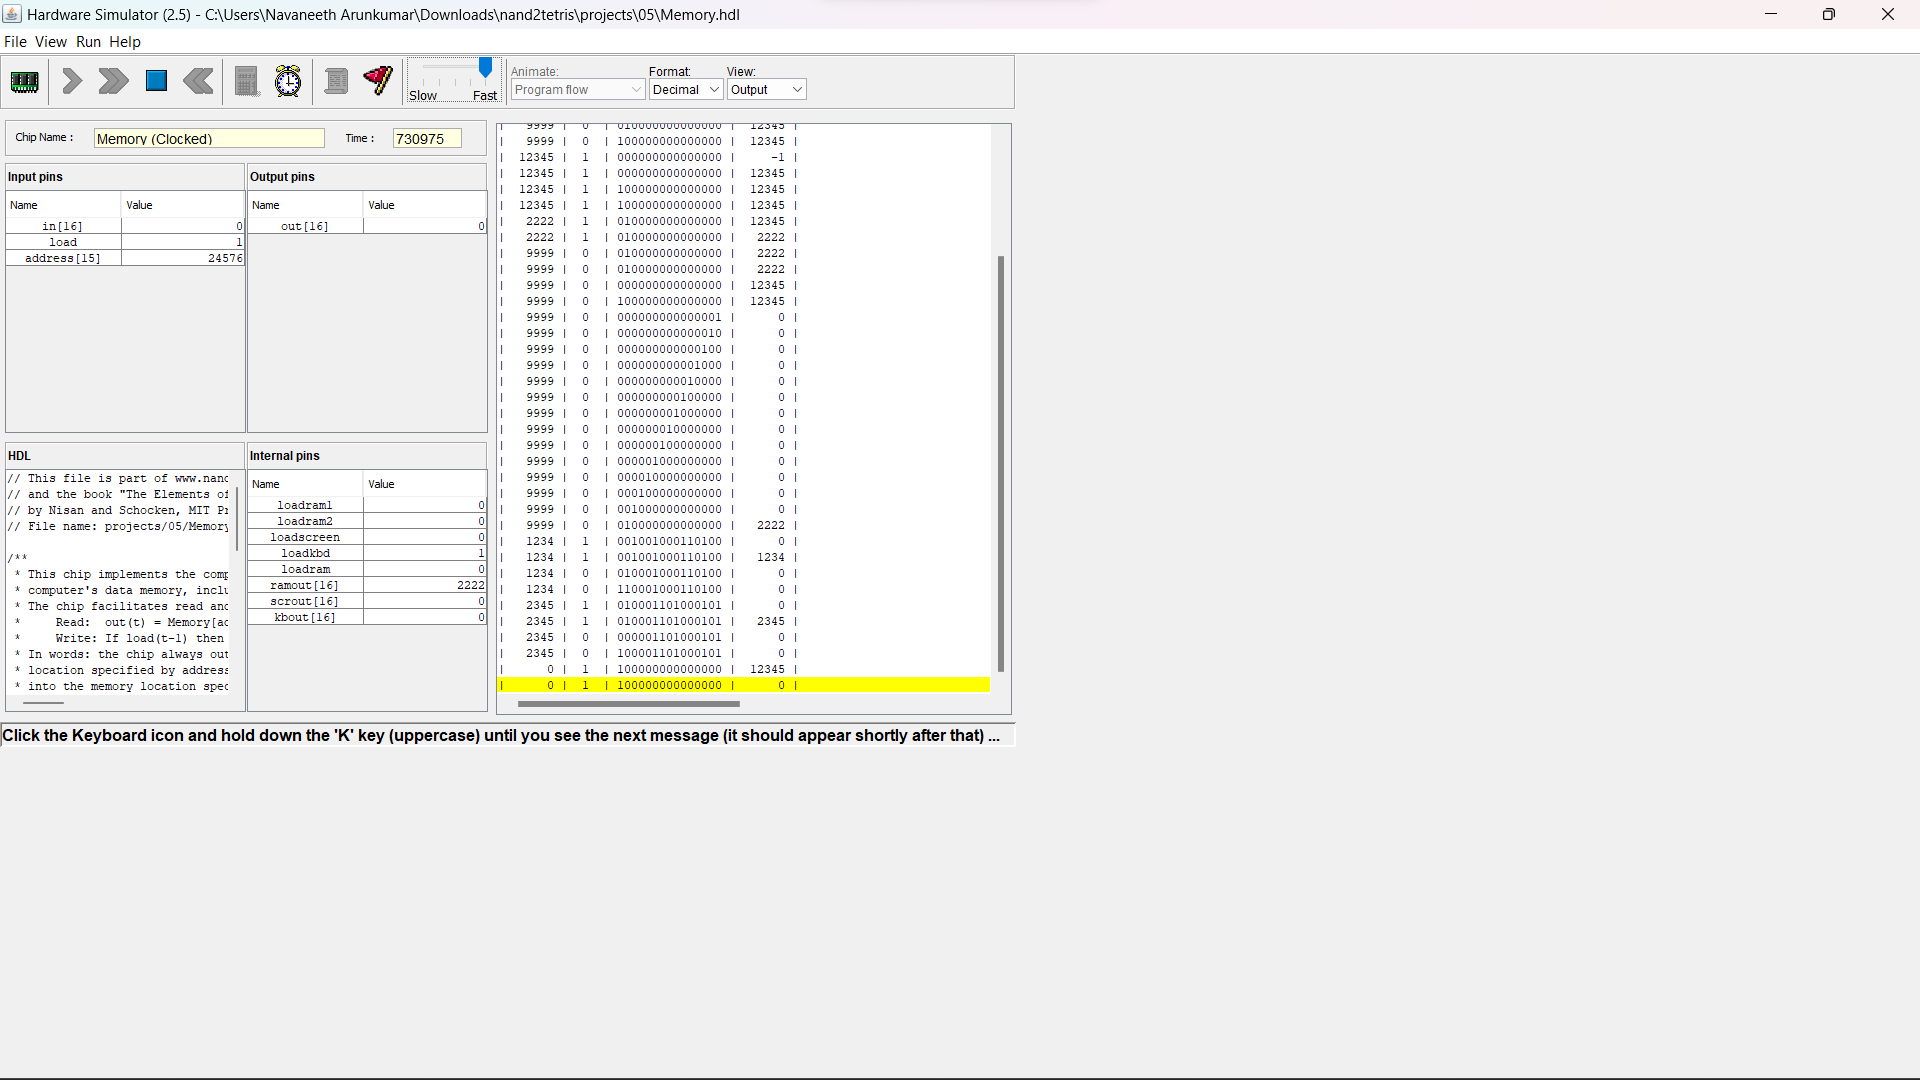 Hardware Simulator (2.5) - C:\Users\Navaneeth Arunkumar\Downloads\nand2tetris\projects\05\Memory.hdl
File View Run Help
Slow Fast
Animate:
Program flow
Format:
Decimal
View:
Output
Chip Name :
Memory (Clocked)
Time :
730975
Input pins
Name Value
in[16] 0
load 1
address[15] 24576
Output pins
Name Value
out[16] 0
HDL
// This file is part of www.nand
// and the book "The Elements of
// by Nisan and Schocken, MIT Pr
// File name: projects/05/Memory
/**
* This chip implements the comp
* computer's data memory, inclu
* The chip facilitates read and
* Read: out(t) = Memory[ad
* Write: If load(t-1) then
* In words: the chip always out
* location specified by address
* into the memory location spec
Internal pins
Name Value
loadram1 0
loadram2 0
loadscreen 0
loadkbd 1
loadram 0
ramout[16] 2222
scrout[16] 0
kbout[16] 0
| 9999 | 0 | 010000000000000 | 12345 |
| 9999 | 0 | 100000000000000 | 12345 |
| 12345 | 1 | 000000000000000 | -1 |
| 12345 | 1 | 000000000000000 | 12345 |
| 12345 | 1 | 100000000000000 | 12345 |
| 12345 | 1 | 100000000000000 | 12345 |
| 2222 | 1 | 010000000000000 | 12345 |
| 2222 | 1 | 010000000000000 | 2222 |
| 9999 | 0 | 010000000000000 | 2222 |
| 9999 | 0 | 010000000000000 | 2222 |
| 9999 | 0 | 000000000000000 | 12345 |
| 9999 | 0 | 100000000000000 | 12345 |
| 9999 | 0 | 000000000000001 | 0 |
| 9999 | 0 | 000000000000010 | 0 |
| 9999 | 0 | 000000000000100 | 0 |
| 9999 | 0 | 000000000001000 | 0 |
| 9999 | 0 | 000000000010000 | 0 |
| 9999 | 0 | 000000000100000 | 0 |
| 9999 | 0 | 000000001000000 | 0 |
| 9999 | 0 | 000000010000000 | 0 |
| 9999 | 0 | 000000100000000 | 0 |
| 9999 | 0 | 000001000000000 | 0 |
| 9999 | 0 | 000010000000000 | 0 |
| 9999 | 0 | 000100000000000 | 0 |
| 9999 | 0 | 001000000000000 | 0 |
| 9999 | 0 | 010000000000000 | 2222 |
| 1234 | 1 | 001001000110100 | 0 |
| 1234 | 1 | 001001000110100 | 1234 |
| 1234 | 0 | 010001000110100 | 0 |
| 1234 | 0 | 110001000110100 | 0 |
| 2345 | 1 | 010001101000101 | 0 |
| 2345 | 1 | 010001101000101 | 2345 |
| 2345 | 0 | 000001101000101 | 0 |
| 2345 | 0 | 100001101000101 | 0 |
| 0 | 1 | 100000000000000 | 12345 |
| 0 | 1 | 100000000000000 | 0 |
Click the Keyboard icon and hold down the 'K' key (uppercase) until you see the next message (it should appear shortly after that) ...